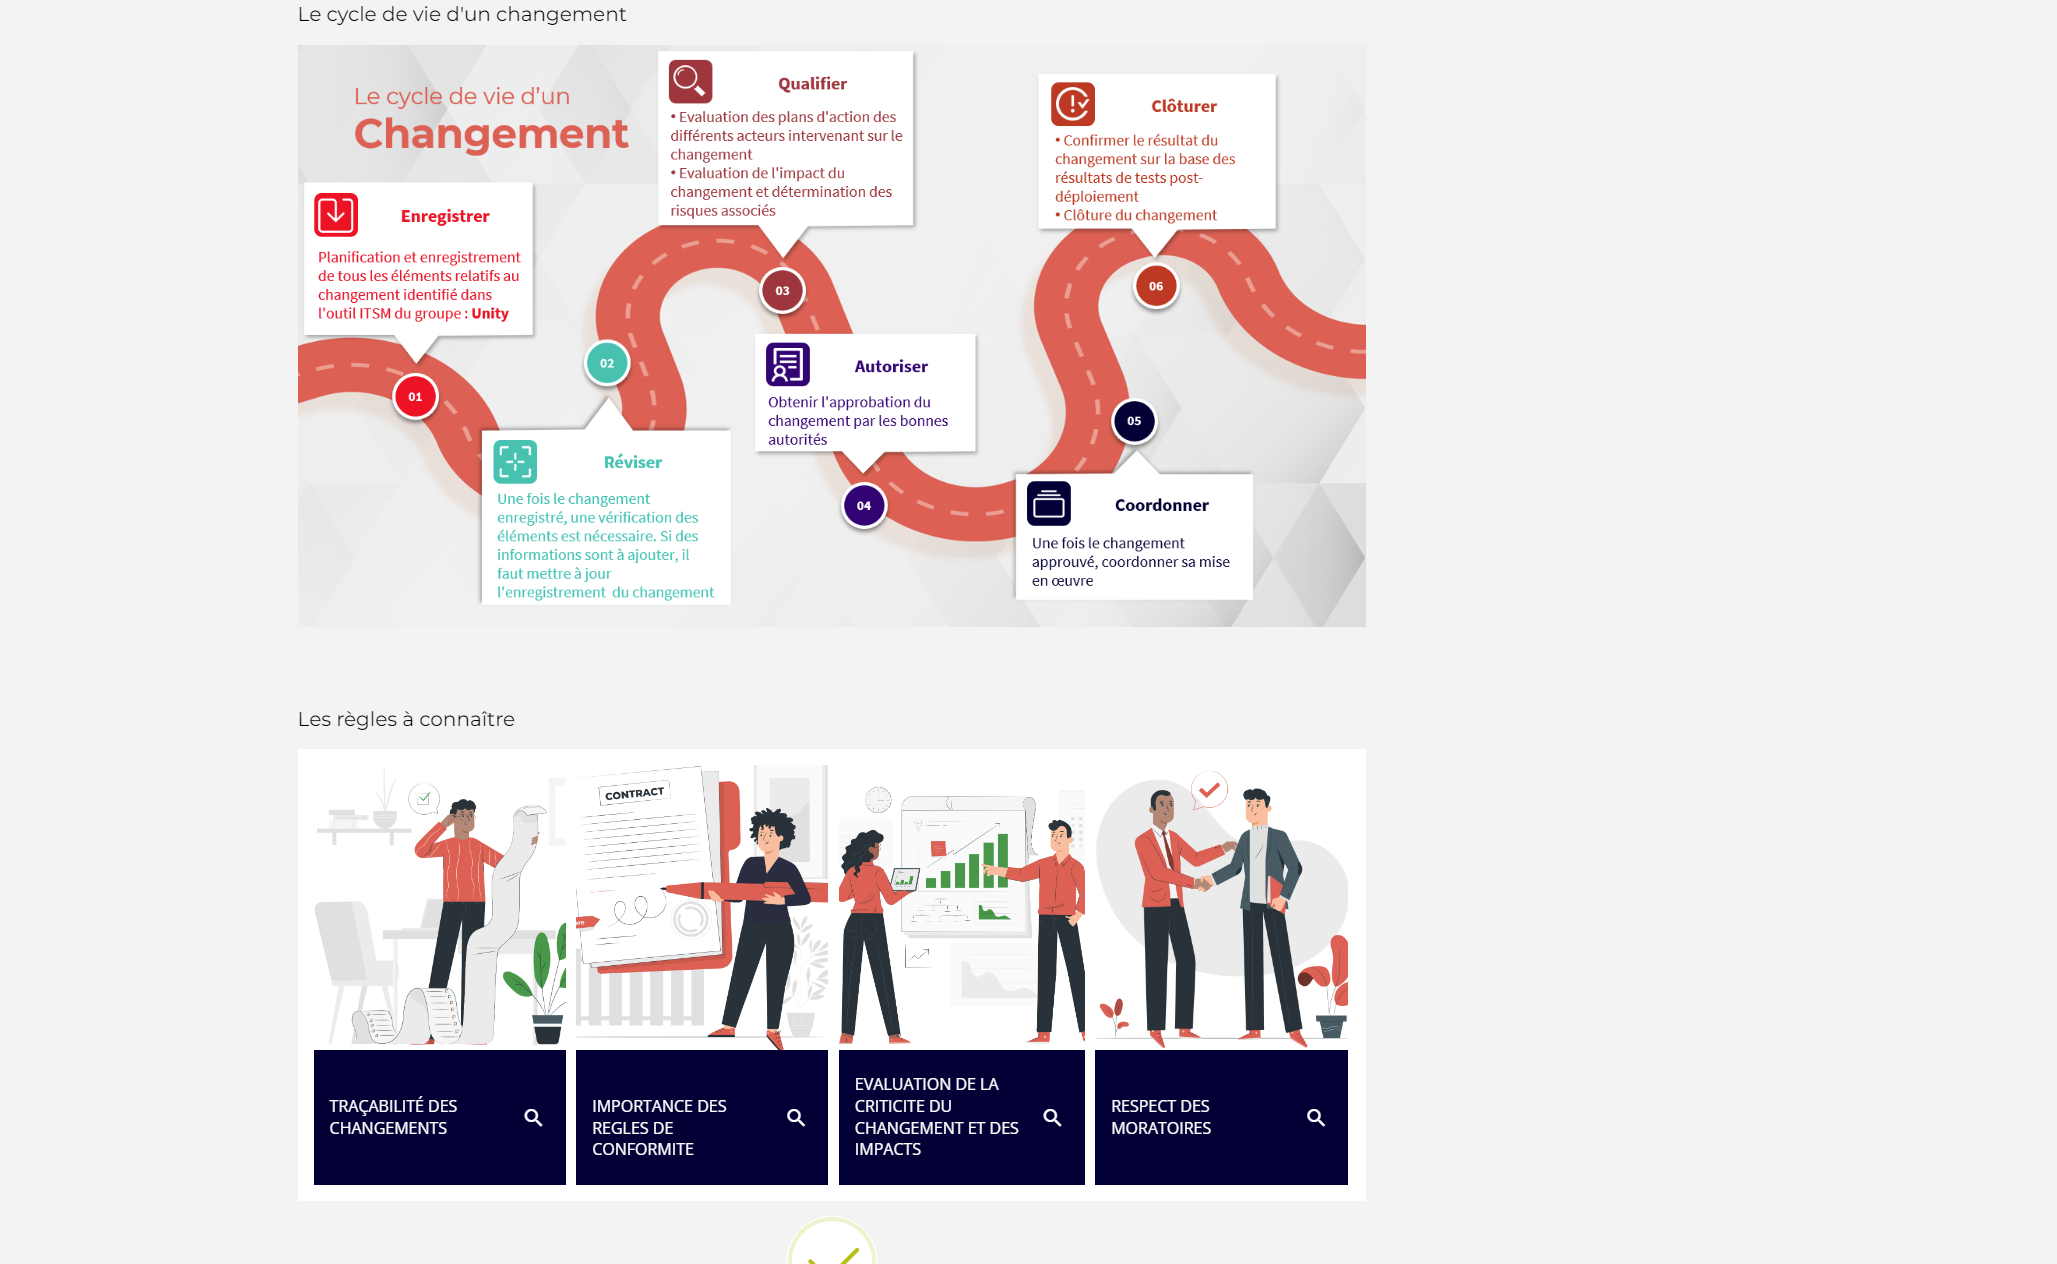 Le cycle de vie d'un changement
Le cycle de vie d’un
Changement
Enregistrer
Planification et enregistrement
de tous les éléments relatifs au
changement identifié dans
l'outil ITSM du groupe : Unity
01
02
Réviser
Une fois le changement
enregistré, une vérification des
éléments est nécessaire. Si des
informations sont à ajouter, il
faut mettre à jour
l'enregistrement du changement
Qualifier
• Evaluation des plans d'action des
différents acteurs intervenant sur le
changement
• Evaluation de l'impact du
changement et détermination des
risques associés
03
Autoriser
Obtenir l'approbation du
changement par les bonnes
autorités
04
05
Coordonner
Une fois le changement
approuvé, coordonner sa mise
en œuvre
Clôturer
• Confirmer le résultat du
changement sur la base des
résultats de tests post-
déploiement
• Clôture du changement
06
Les règles à connaître
CONTRACT
TRAÇABILITÉ DES
CHANGEMENTS
IMPORTANCE DES
REGLES DE
CONFORMITE
EVALUATION DE LA
CRITICITE DU
CHANGEMENT ET DES
IMPACTS
RESPECT DES
MORATOIRES